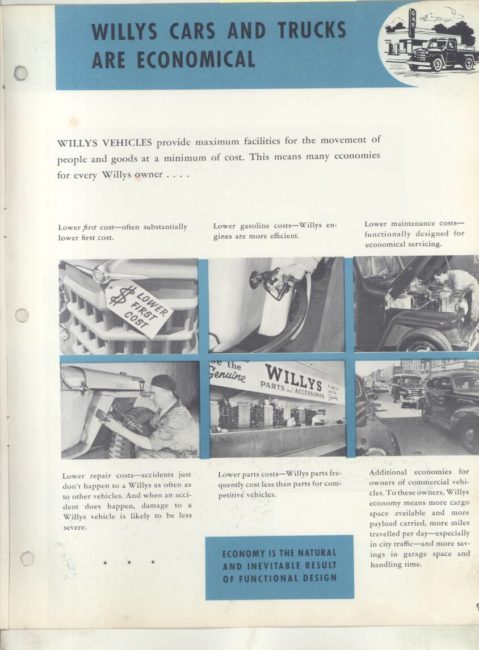 WILLYS CARS AND TRUCKS
ARE ECONOMICAL
GAS
WILLYS VEHICLES provide maximum facilities for the movement of
people and goods at a minimum of cost. This means many economies
for every Willys owner . . . .
Lower first cost—often substantially
lower first cost.
Lower gasoline costs—Willys en-
gines are more efficient.
Lower maintenance costs—
functionally designed for
economical servicing.
$ LOWER
FIRST
COST
the
Genuine
WILLYS
PARTS and ACCESSORIES
Lower repair costs—accidents just
don't happen to a Willys as often as
to other vehicles. And when an acci-
dent does happen, damage to a
Willys vehicle is likely to be less
severe.
* * *
Lower parts costs—Willys parts fre-
quently cost less than parts for com-
petitive vehicles.
Additional economies for
owners of commercial vehi-
cles. To these owners, Willys
economy means more cargo
space available and more
payload carried, more miles
travelled per day—especially
in city traffic—and more sav-
ings in garage space and
handling time.
ECONOMY IS THE NATURAL
AND INEVITABLE RESULT
OF FUNCTIONAL DESIGN